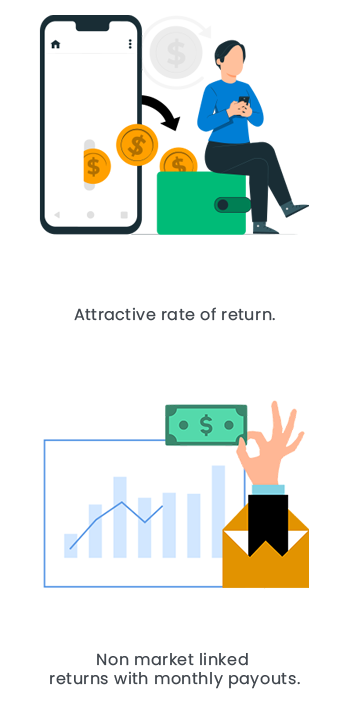 $
$
$
$
Attractive rate of return.
$
Non market linked
returns with monthly payouts.